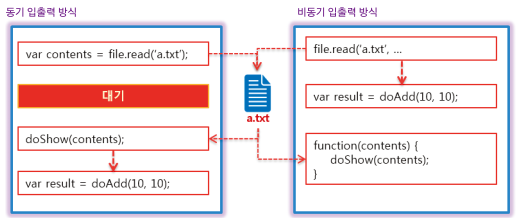 동기 입출력 방식
var contents = file.read('a.txt');
대기
doShow(contents);
var result = doAdd(10, 10);
a.txt
비동기 입출력 방식
file.read('a.txt', ...
var result = doAdd(10, 10);
function(contents) {
doShow(contents);
}